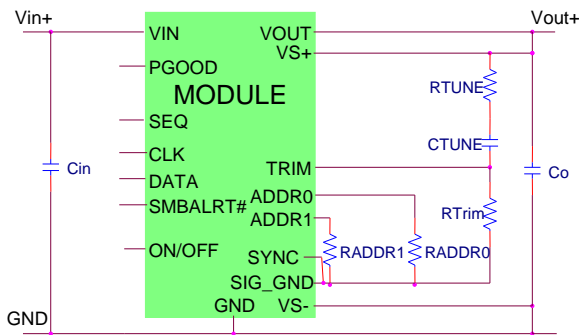 Vin+
Vout+
VIN
VOUT
VS+
PGOOD
RTUNE
MODULE
SEQ
CTUNE
CLK
TRIM
Cin
Co
DATA
ADDR0
SMBALRT#
ADDR1
RTrim
ON/OFF
SYNC
RADDR1
RADDR0
SIG_GND
GND
GND
VS-